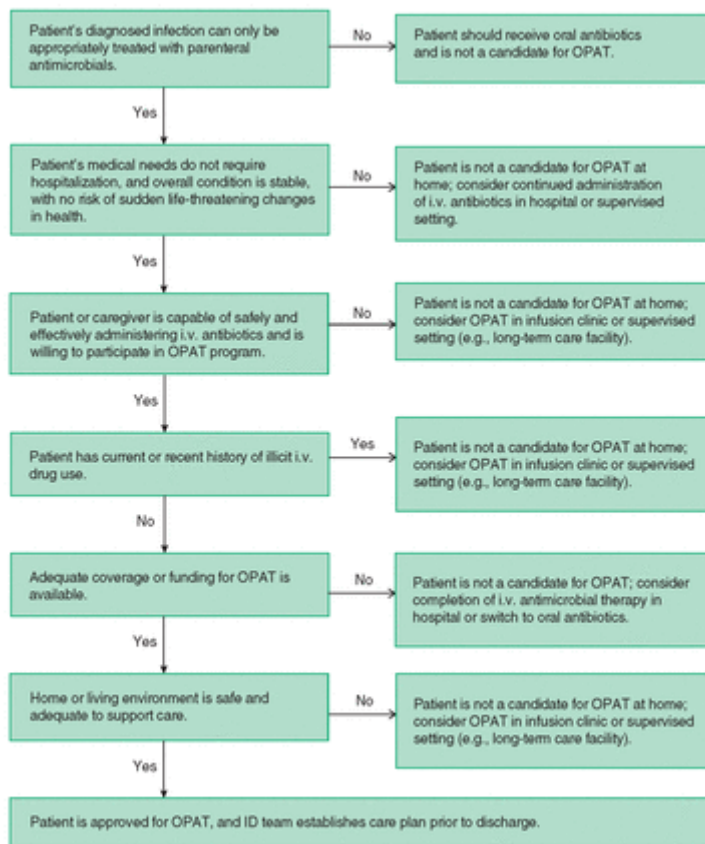 Patient's diagnosed infection can only be
appropriately treated with parenteral
antimicrobials.
No
Patient should receive oral antibiotics
and is not a candidate for OPAT.
Yes
Patient's medical needs do not require
hospitalization, and overall condition is stable,
with no risk of sudden life-threatening changes
in health.
No
Patient is not a candidate for OPAT at
home; consider continued administration
of i.v. antibiotics in hospital or supervised
setting.
Yes
Patient or caregiver is capable of safely and
effectively administering i.v. antibiotics and is
willing to participate in OPAT program.
No
Patient is not a candidate for OPAT at home;
consider OPAT in infusion clinic or supervised
setting (e.g., long-term care facility).
Yes
Patient has current or recent history of illicit i.v.
drug use.
Yes
Patient is not a candidate for OPAT at home;
consider OPAT in infusion clinic or supervised
setting (e.g., long-term care facility).
No
Adequate coverage or funding for OPAT is
available.
No
Patient is not a candidate for OPAT; consider
completion of i.v. antimicrobial therapy in
hospital or switch to oral antibiotics.
Yes
Home or living environment is safe and
adequate to support care.
No
Patient is not a candidate for OPAT at home;
consider OPAT in infusion clinic or supervised
setting (e.g., long-term care facility).
Yes
Patient is approved for OPAT, and ID team establishes care plan prior to discharge.